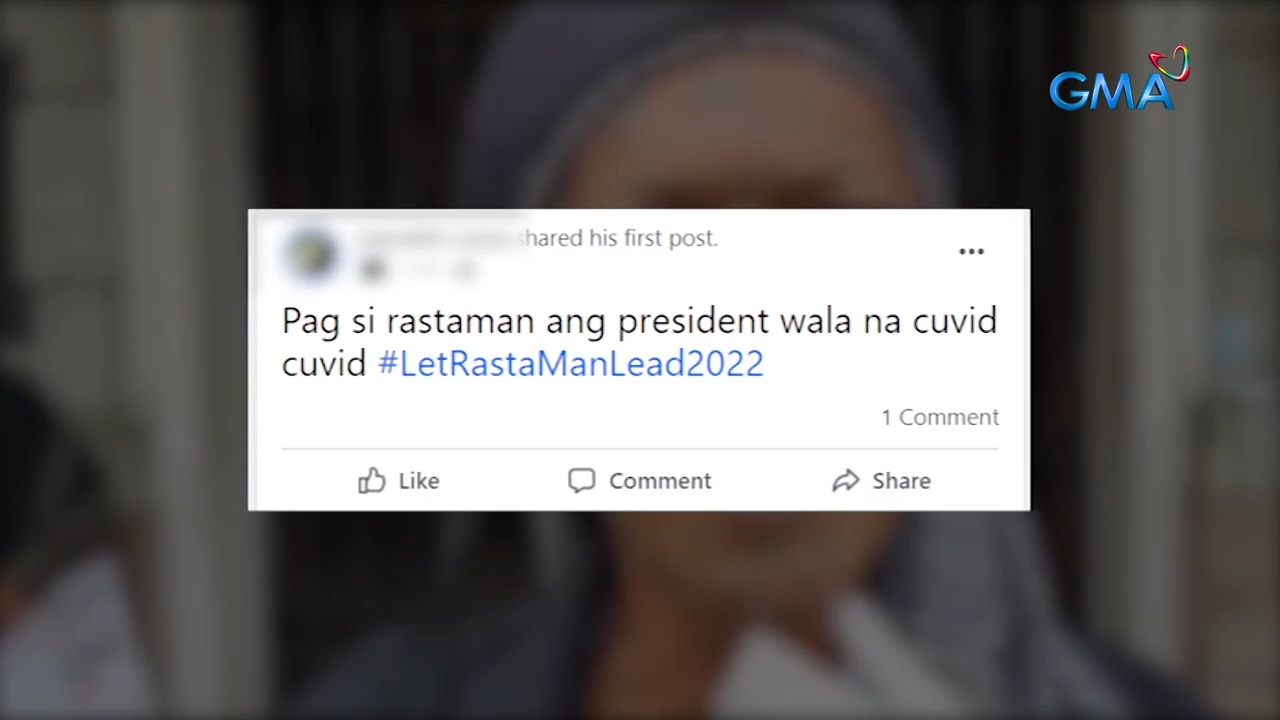 GMA
shared his first post.
Pag si rastaman ang president wala na cuvid
cuvid #LetRastaManLead2022
1 Comment
Like Comment Share